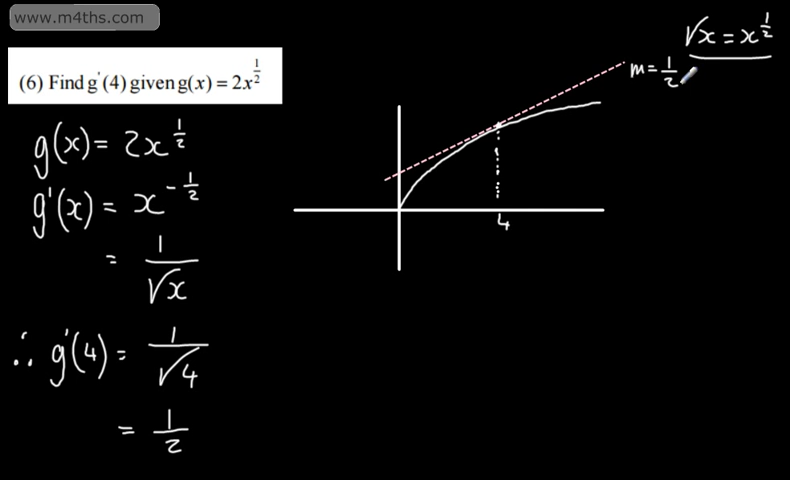 www.m4ths.com
√x = x^{1/2}
m = 1/2
(6) Find g'(4) given g(x) = 2x^{1/2}
g(x) = 2x^{1/2}
g'(x) = x^{-1/2}
= 1/√x
4
∴ g'(4) = 1/√4
= 1/2